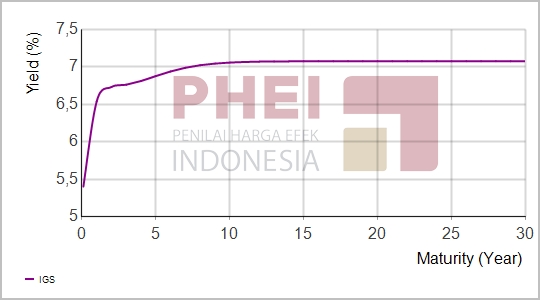 Yield (%)
7,5
7
6,5
6
5,5
5
0 5 10 15 20 25 30
Maturity (Year)
PHEI
PENILAI HARGA EFEK
INDONESIA
IGS